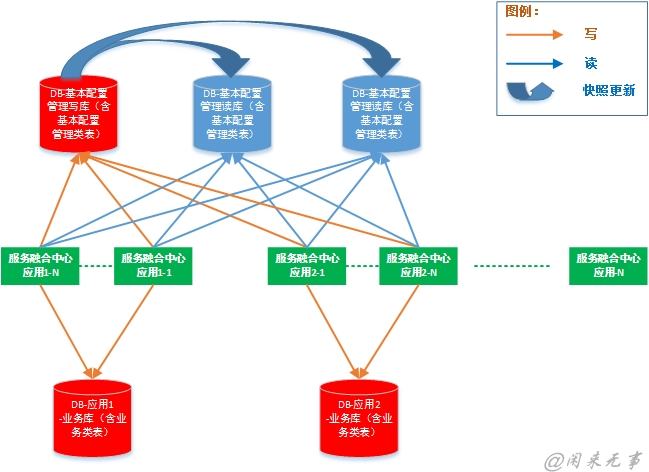 图例：
写
读
快照更新
DB-基本配置
管理写库（含
基本配置
管理类表）
DB-基本配置
管理读库（含
基本配置
管理类表）
DB-基本配置
管理读库（含
基本配置
管理类表）
服务融合中心
应用1-N
服务融合中心
应用1-1
服务融合中心
应用2-1
服务融合中心
应用2-N
服务融合中心
应用-N
DB-应用1
-业务库（含业
务类表）
DB-应用2
-业务库（含业
务类表）
@闲来无事